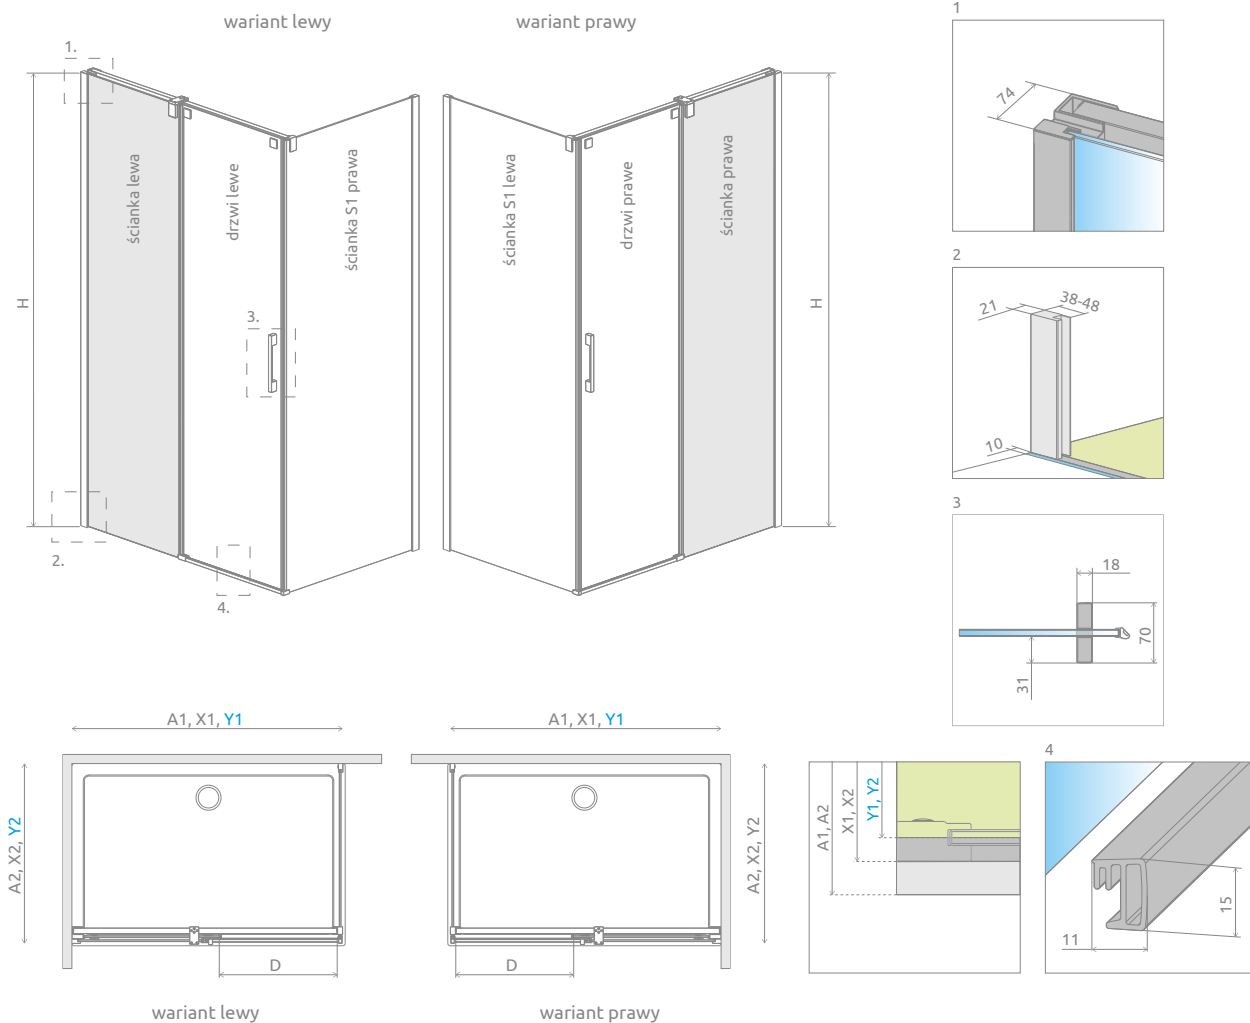 wariant lewy
wariant prawy
1
1.
74
ścianka lewa
drzwi lewe
ścianka S1 prawa
ścianka S1 lewa
drzwi prawe
ścianka prawa
2
H
H
3.
21
38-48
10
3
2.
4.
18
70
31
A1, X1, Y1
A1, X1, Y1
4
A2, X2, Y2
A2, X2, Y2
A1, A2
X1, X2
Y1, Y2
15
11
D
D
wariant lewy
wariant prawy